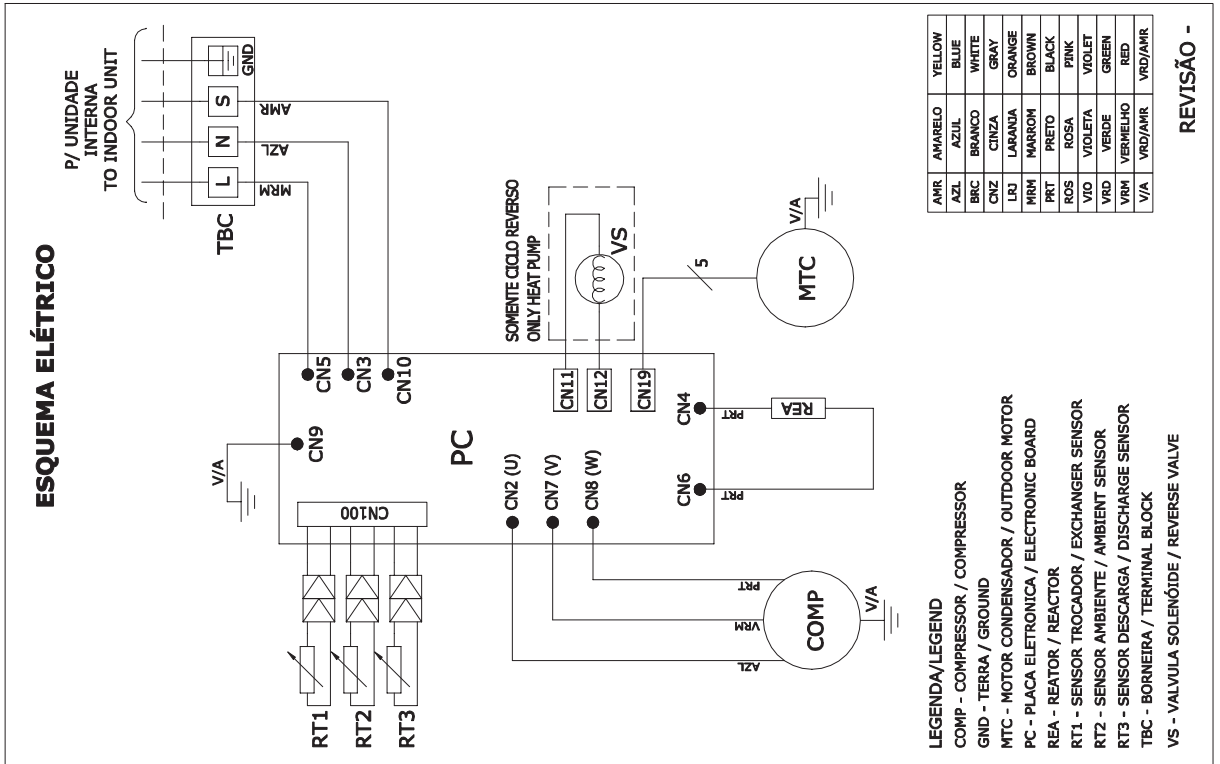 ESQUEMA ELÉTRICO
P/ UNIDADE
INTERNA
TO INDOOR UNIT
TBC
L
N
S
GND
MRM
AZL
AMR
V/A
CN9
CN5
CN3
CN10
RT1
RT2
RT3
CN100
PC
SOMENTE CICLO REVERSO
ONLY HEAT PUMP
VS
CN11
CN12
CN19
5
MTC
V/A
CN2 (U)
CN7 (V)
CN8 (W)
CN6
CN4
PRT
PRT
REA
AZL
VRM
PRT
COMP
V/A
LEGENDA/LEGEND
COMP - COMPRESSOR / COMPRESSOR
GND - TERRA / GROUND
MTC - MOTOR CONDENSADOR / OUTDOOR MOTOR
PC - PLACA ELETRONICA / ELECTRONIC BOARD
REA - REATOR / REACTOR
RT1 - SENSOR TROCADOR / EXCHANGER SENSOR
RT2 - SENSOR AMBIENTE / AMBIENT SENSOR
RT3 - SENSOR DESCARGA / DISCHARGE SENSOR
TBC - BORNEIRA / TERMINAL BLOCK
VS - VALVULA SOLENÓIDE / REVERSE VALVE
AMR AMARELO YELLOW
AZL AZUL BLUE
BRC BRANCO WHITE
CNZ CINZA GRAY
LRJ LARANJA ORANGE
MRM MARROM BROWN
PRT PRETO BLACK
ROS ROSA PINK
VIO VIOLETA VIOLET
VRD VERDE GREEN
VRM VERMELHO RED
V/A VRD/AMR VRD/AMR
REVISÃO -